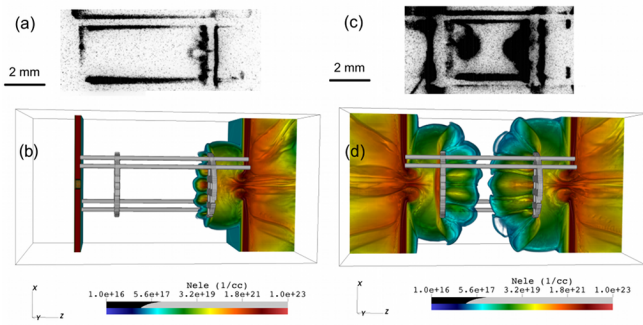 (a)
(c)
2 mm
2 mm
(b)
(d)
X
Y
Z
Nele (1/cc)
1.0e+16 5.6e+17 3.2e+19 1.8e+21 1.0e+23
X
Y
Z
Nele (1/cc)
1.0e+16 5.6e+17 3.2e+19 1.8e+21 1.0e+23